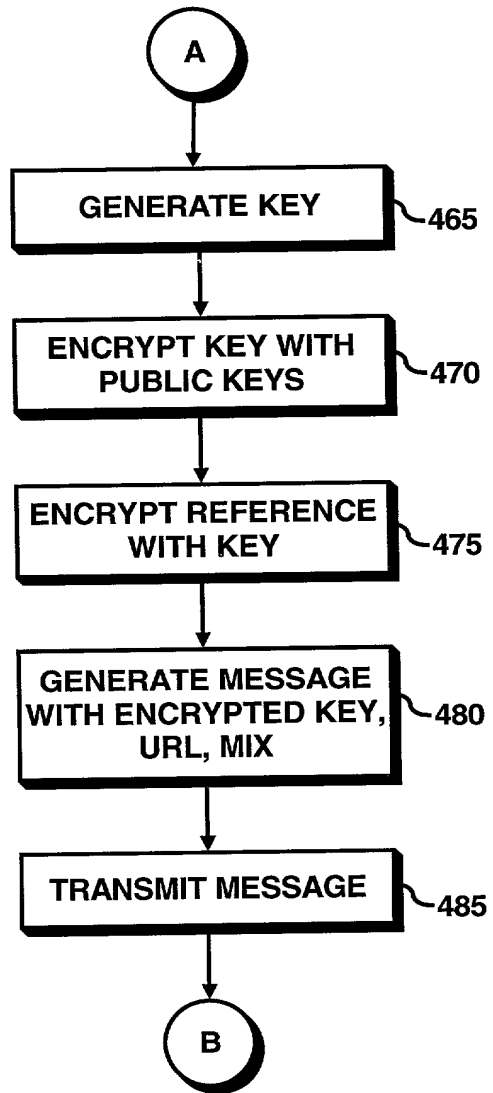 A
GENERATE KEY
465
ENCRYPT KEY WITH
PUBLIC KEYS
470
ENCRYPT REFERENCE
WITH KEY
475
GENERATE MESSAGE
WITH ENCRYPTED KEY,
URL, MIX
480
TRANSMIT MESSAGE
485
B